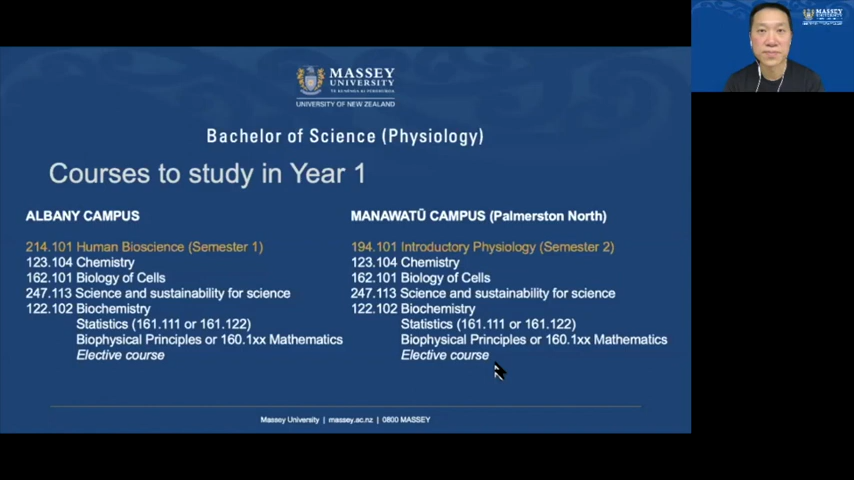 MASSEY
UNIVERSITY
TE KUNENGA KI PŪREHUROA
UNIVERSITY OF NEW ZEALAND
Bachelor of Science (Physiology)
Courses to study in Year 1
ALBANY CAMPUS
214.101 Human Bioscience (Semester 1)
123.104 Chemistry
162.101 Biology of Cells
247.113 Science and sustainability for science
122.102 Biochemistry
Statistics (161.111 or 161.122)
Biophysical Principles or 160.1xx Mathematics
Elective course
MANAWATŪ CAMPUS (Palmerston North)
194.101 Introductory Physiology (Semester 2)
123.104 Chemistry
162.101 Biology of Cells
247.113 Science and sustainability for science
122.102 Biochemistry
Statistics (161.111 or 161.122)
Biophysical Principles or 160.1xx Mathematics
Elective course
Massey University | massey.ac.nz | 0800 MASSEY
MASSEY
UNIVERSITY